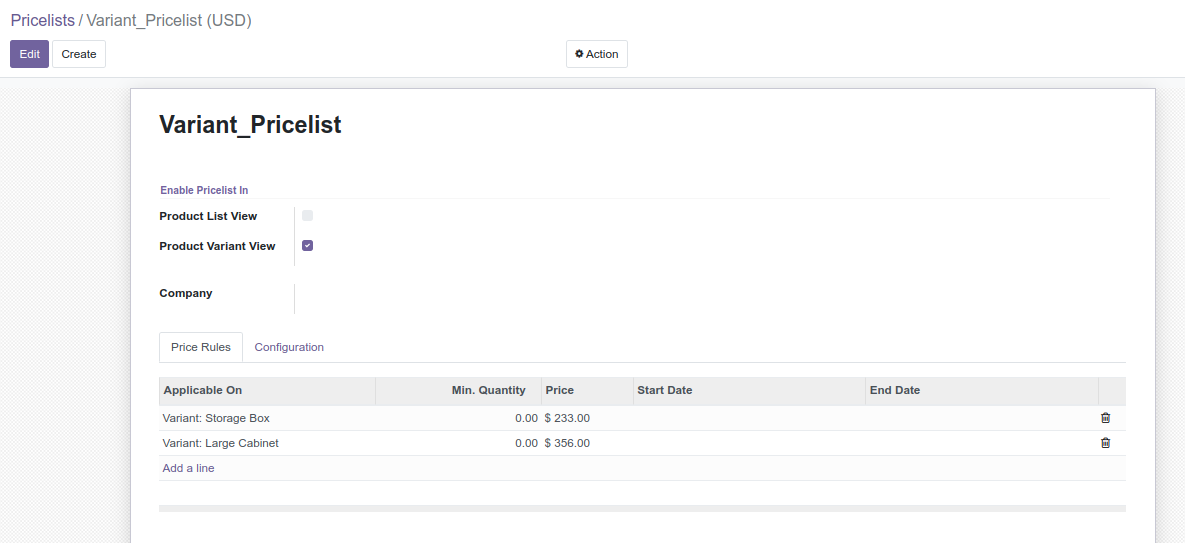 Pricelists / Variant_Pricelist (USD)
Edit Create Action
Variant_Pricelist
Enable Pricelist In
Product List View
Product Variant View
Company
Price Rules Configuration
Applicable On Min. Quantity Price Start Date End Date
Variant: Storage Box 0.00 $ 233.00
Variant: Large Cabinet 0.00 $ 356.00
Add a line